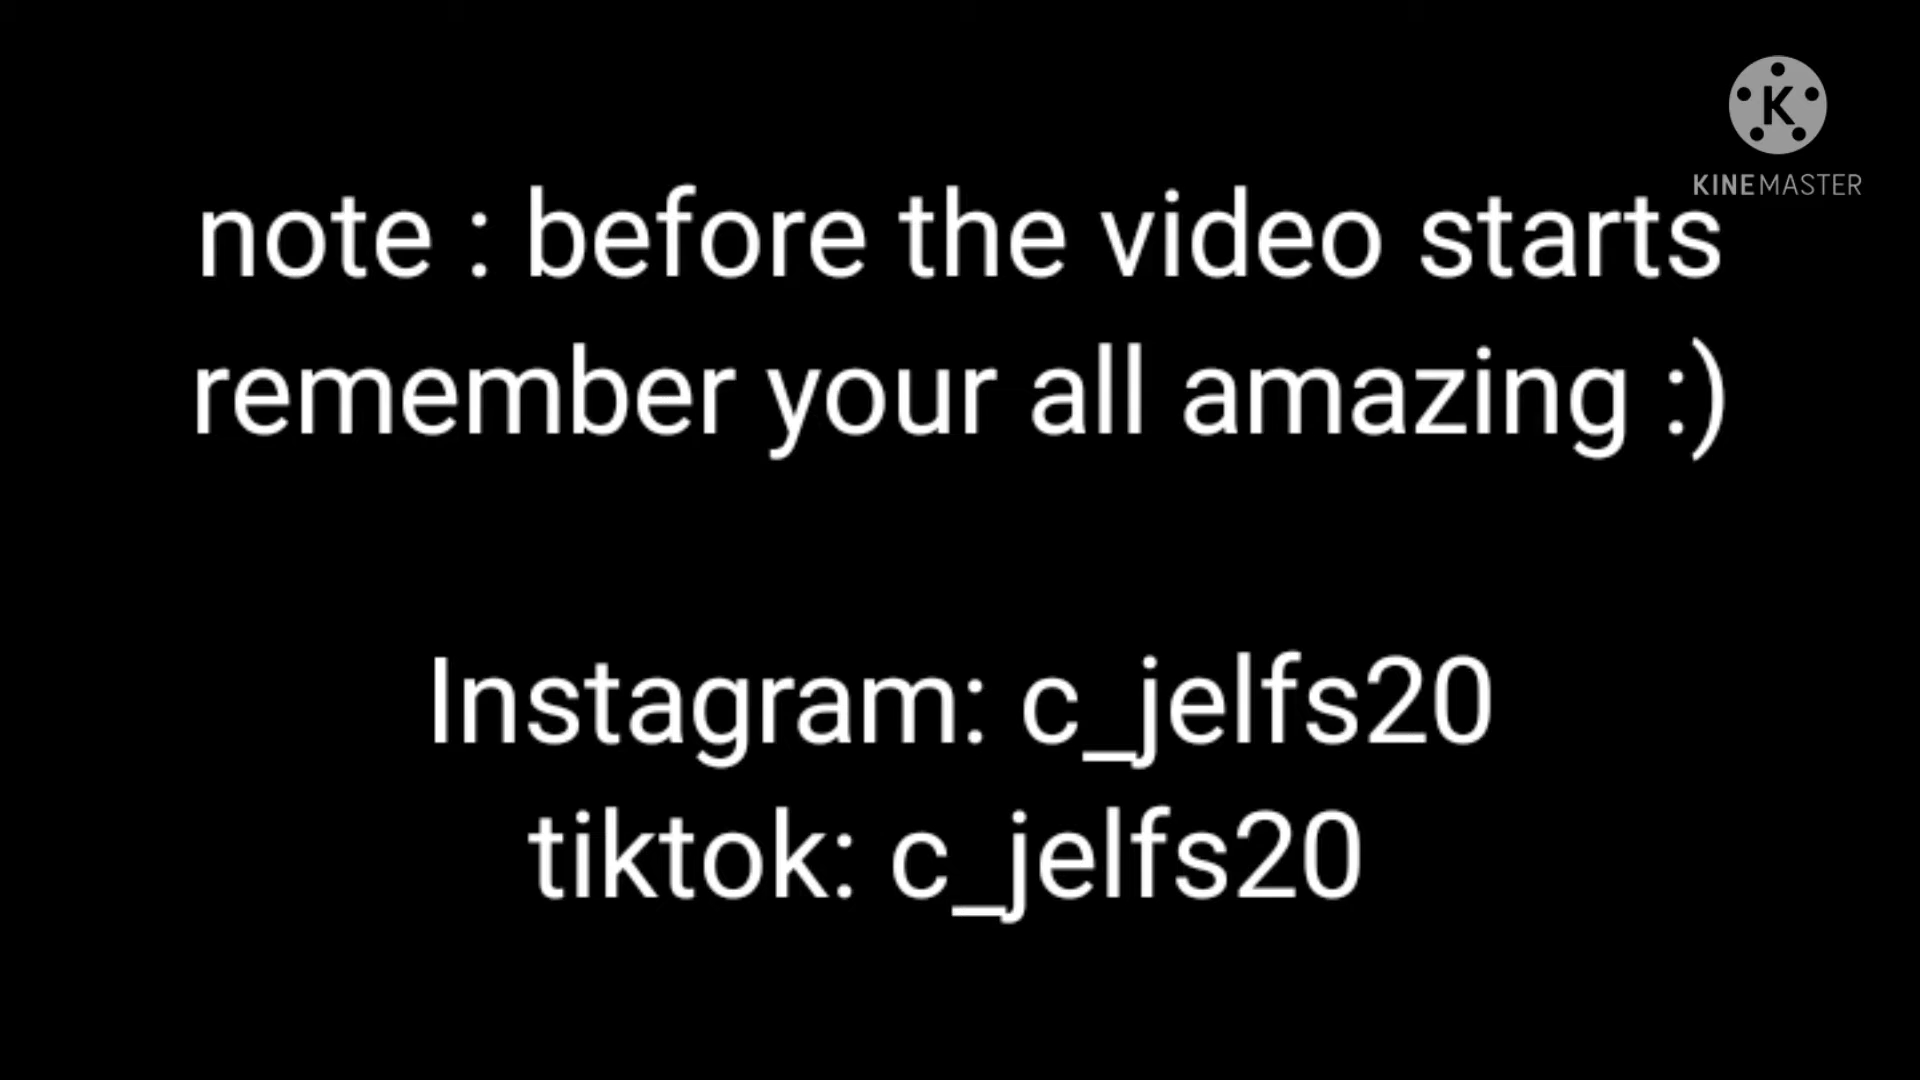 K
KINEMASTER
note : before the video starts
remember your all amazing :)
Instagram: c_jelfs20
tiktok: c_jelfs20